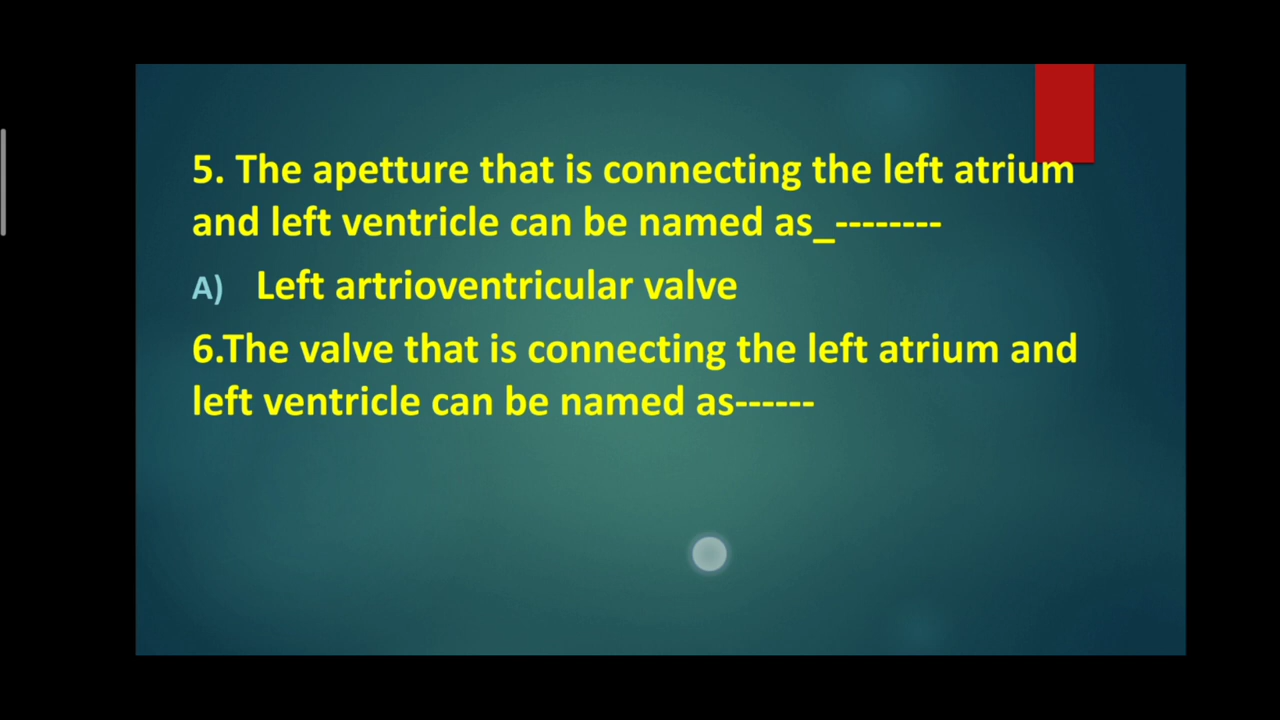 5. The apetture that is connecting the left atrium
and left ventricle can be named as_--------
A) Left artrioventricular valve
6.The valve that is connecting the left atrium and
left ventricle can be named as------